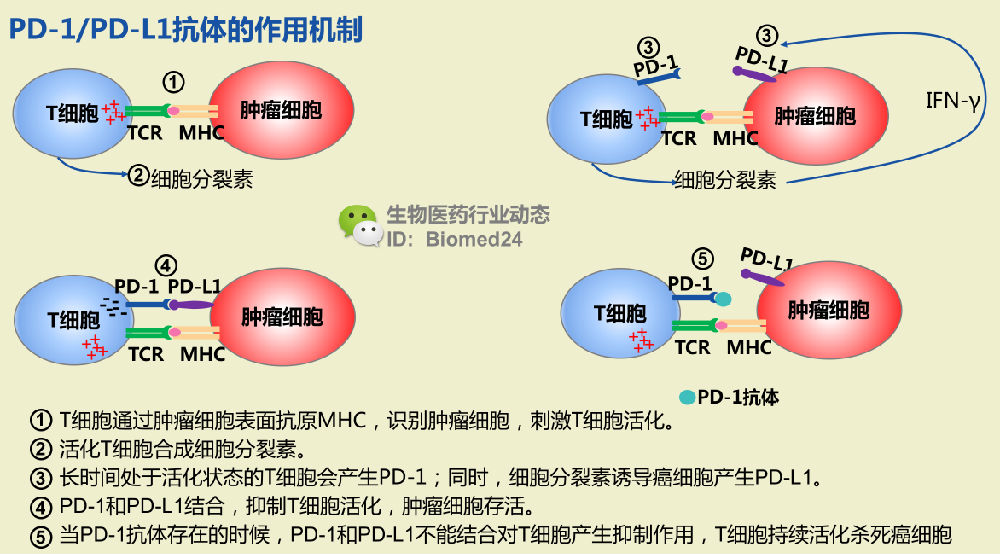 PD-1/PD-L1抗体的作用机制
①
T细胞
肿瘤细胞
TCR MHC
②细胞分裂素
③
PD-1
③
PD-L1
T细胞
肿瘤细胞
TCR MHC
IFN-γ
细胞分裂素
生物医药行业动态
ID: Biomed24
④
PD-1 PD-L1
T细胞
肿瘤细胞
TCR MHC
⑤
PD-1
PD-L1
T细胞
肿瘤细胞
TCR MHC
PD-1抗体
① T细胞通过肿瘤细胞表面抗原MHC，识别肿瘤细胞，刺激T细胞活化。
② 活化T细胞合成细胞分裂素。
③ 长时间处于活化状态的T细胞会产生PD-1；同时，细胞分裂素诱导癌细胞产生PD-L1。
④ PD-1和PD-L1结合，抑制T细胞活化，肿瘤细胞存活。
⑤ 当PD-1抗体存在的时候，PD-1和PD-L1不能结合对T细胞产生抑制作用，T细胞持续活化杀死癌细胞